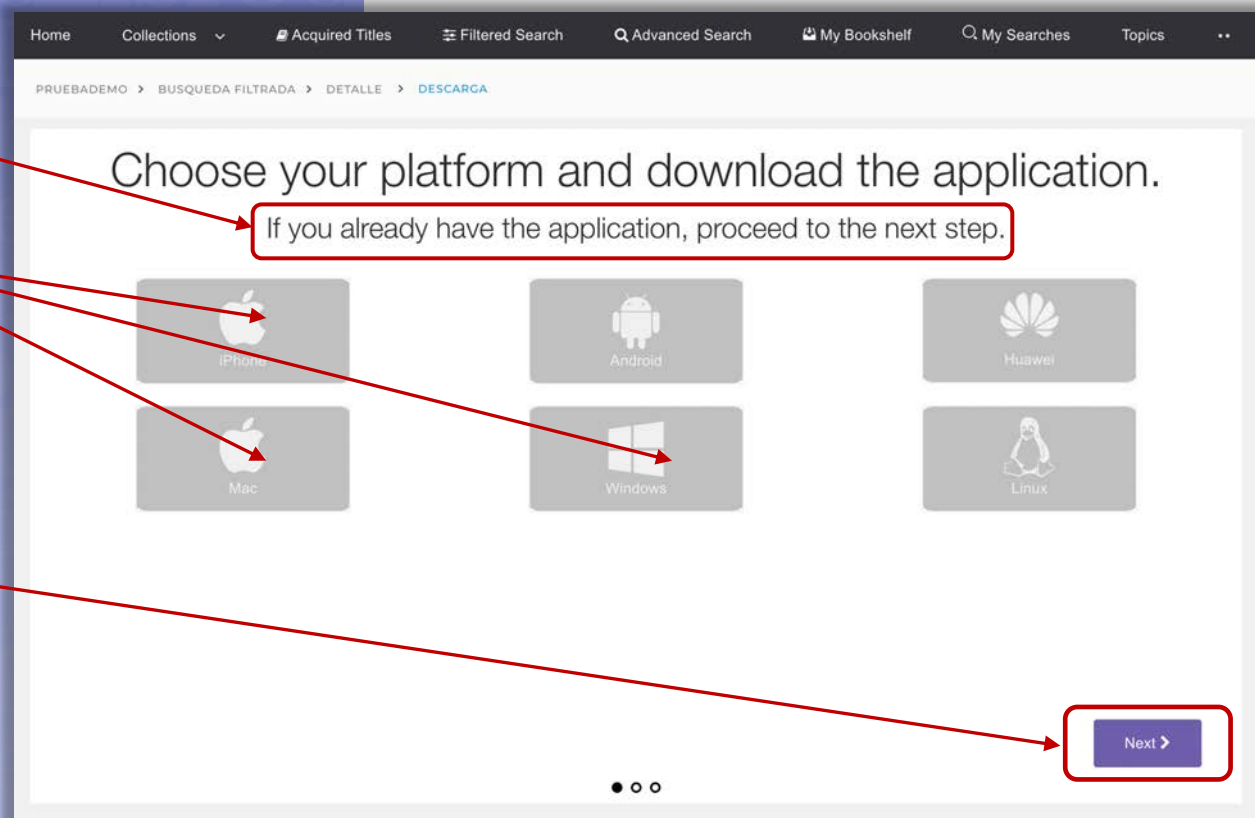 Home Collections Acquired Titles Filtered Search Advanced Search My Bookshelf My Searches Topics ··
PRUEBADEMO > BUSQUEDA FILTRADA > DETALLE > DESCARGA
Choose your platform and download the application.
If you already have the application, proceed to the next step.
iPhone Android Huawei
Mac Windows Linux
Next >